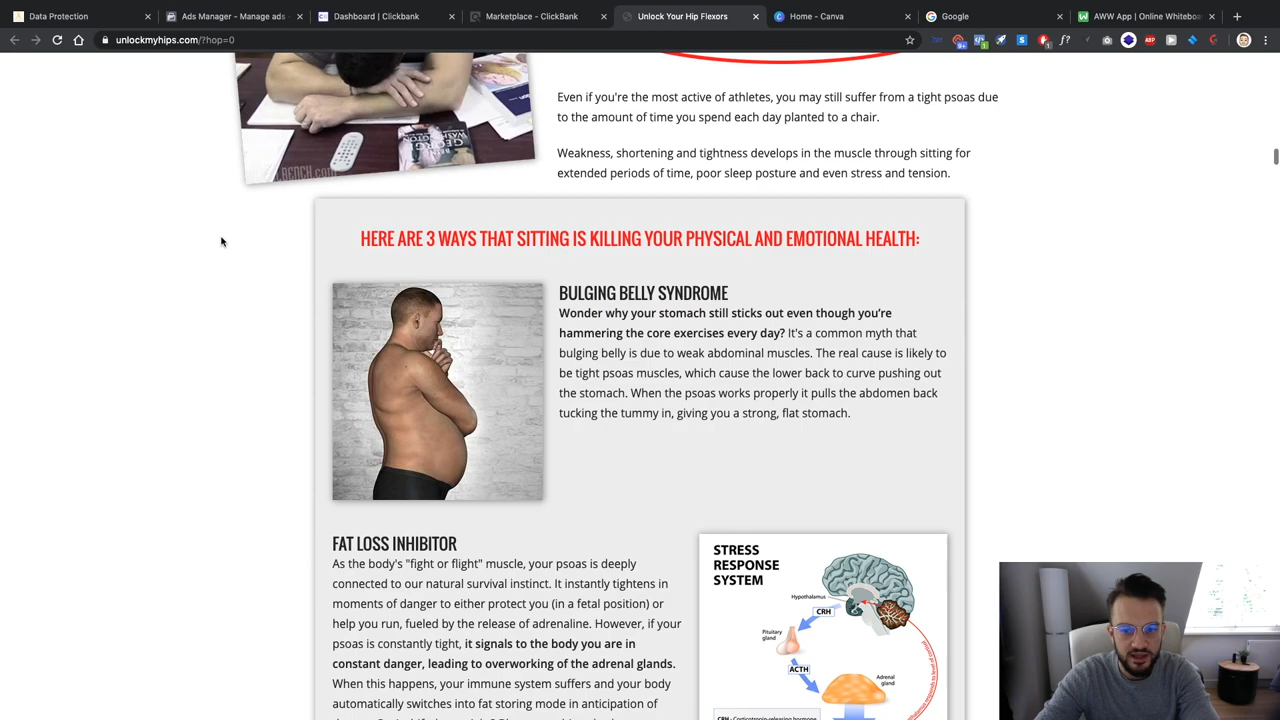 Data Protection
Ads Manager - Manage ads -
Dashboard | Clickbank
Marketplace - ClickBank
Unlock Your Hip Flexors
Home - Canva
Google
AWW App | Online Whiteboa
unlockmyhips.com/?hop=0
Even if you're the most active of athletes, you may still suffer from a tight psoas due
to the amount of time you spend each day planted to a chair.
Weakness, shortening and tightness develops in the muscle through sitting for
extended periods of time, poor sleep posture and even stress and tension.
HERE ARE 3 WAYS THAT SITTING IS KILLING YOUR PHYSICAL AND EMOTIONAL HEALTH:
BULGING BELLY SYNDROME
Wonder why your stomach still sticks out even though you're
hammering the core exercises every day? It's a common myth that
bulging belly is due to weak abdominal muscles. The real cause is likely to
be tight psoas muscles, which cause the lower back to curve pushing out
the stomach. When the psoas works properly it pulls the abdomen back
tucking the tummy in, giving you a strong, flat stomach.
FAT LOSS INHIBITOR
As the body's "fight or flight" muscle, your psoas is deeply
connected to our natural survival instinct. It instantly tightens in
moments of danger to either protect you (in a fetal position) or
help you run, fueled by the release of adrenaline. However, if your
psoas is constantly tight, it signals to the body you are in
constant danger, leading to overworking of the adrenal glands.
When this happens, your immune system suffers and your body
automatically switches into fat storing mode in anticipation of
STRESS
RESPONSE
SYSTEM
Hypothalamus
CRH
Pituitary
gland
ACTH
Adrenal
gland
CRH - Corticotropin-releasing hormone